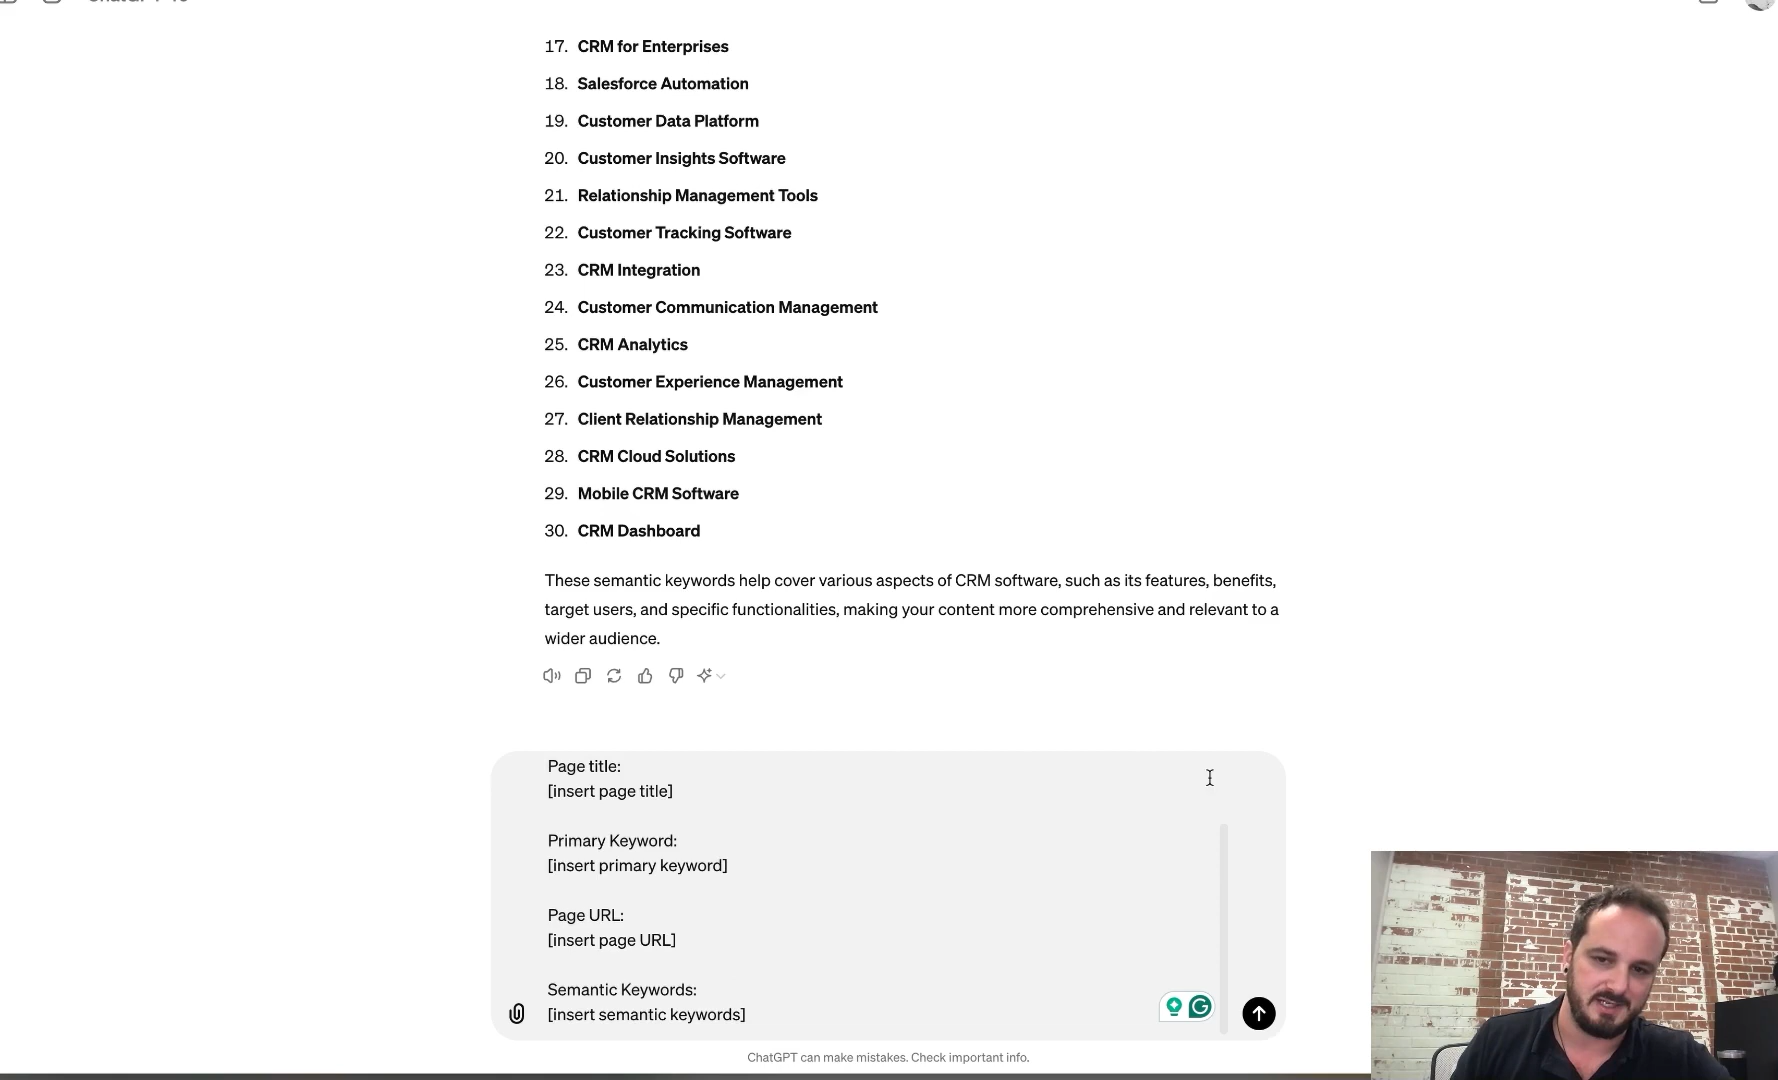 17. CRM for Enterprises
18. Salesforce Automation
19. Customer Data Platform
20. Customer Insights Software
21. Relationship Management Tools
22. Customer Tracking Software
23. CRM Integration
24. Customer Communication Management
25. CRM Analytics
26. Customer Experience Management
27. Client Relationship Management
28. CRM Cloud Solutions
29. Mobile CRM Software
30. CRM Dashboard
These semantic keywords help cover various aspects of CRM software, such as its features, benefits,
target users, and specific functionalities, making your content more comprehensive and relevant to a
wider audience.
Page title:
[insert page title]
Primary Keyword:
[insert primary keyword]
Page URL:
[insert page URL]
Semantic Keywords:
[insert semantic keywords]
ChatGPT can make mistakes. Check important info.